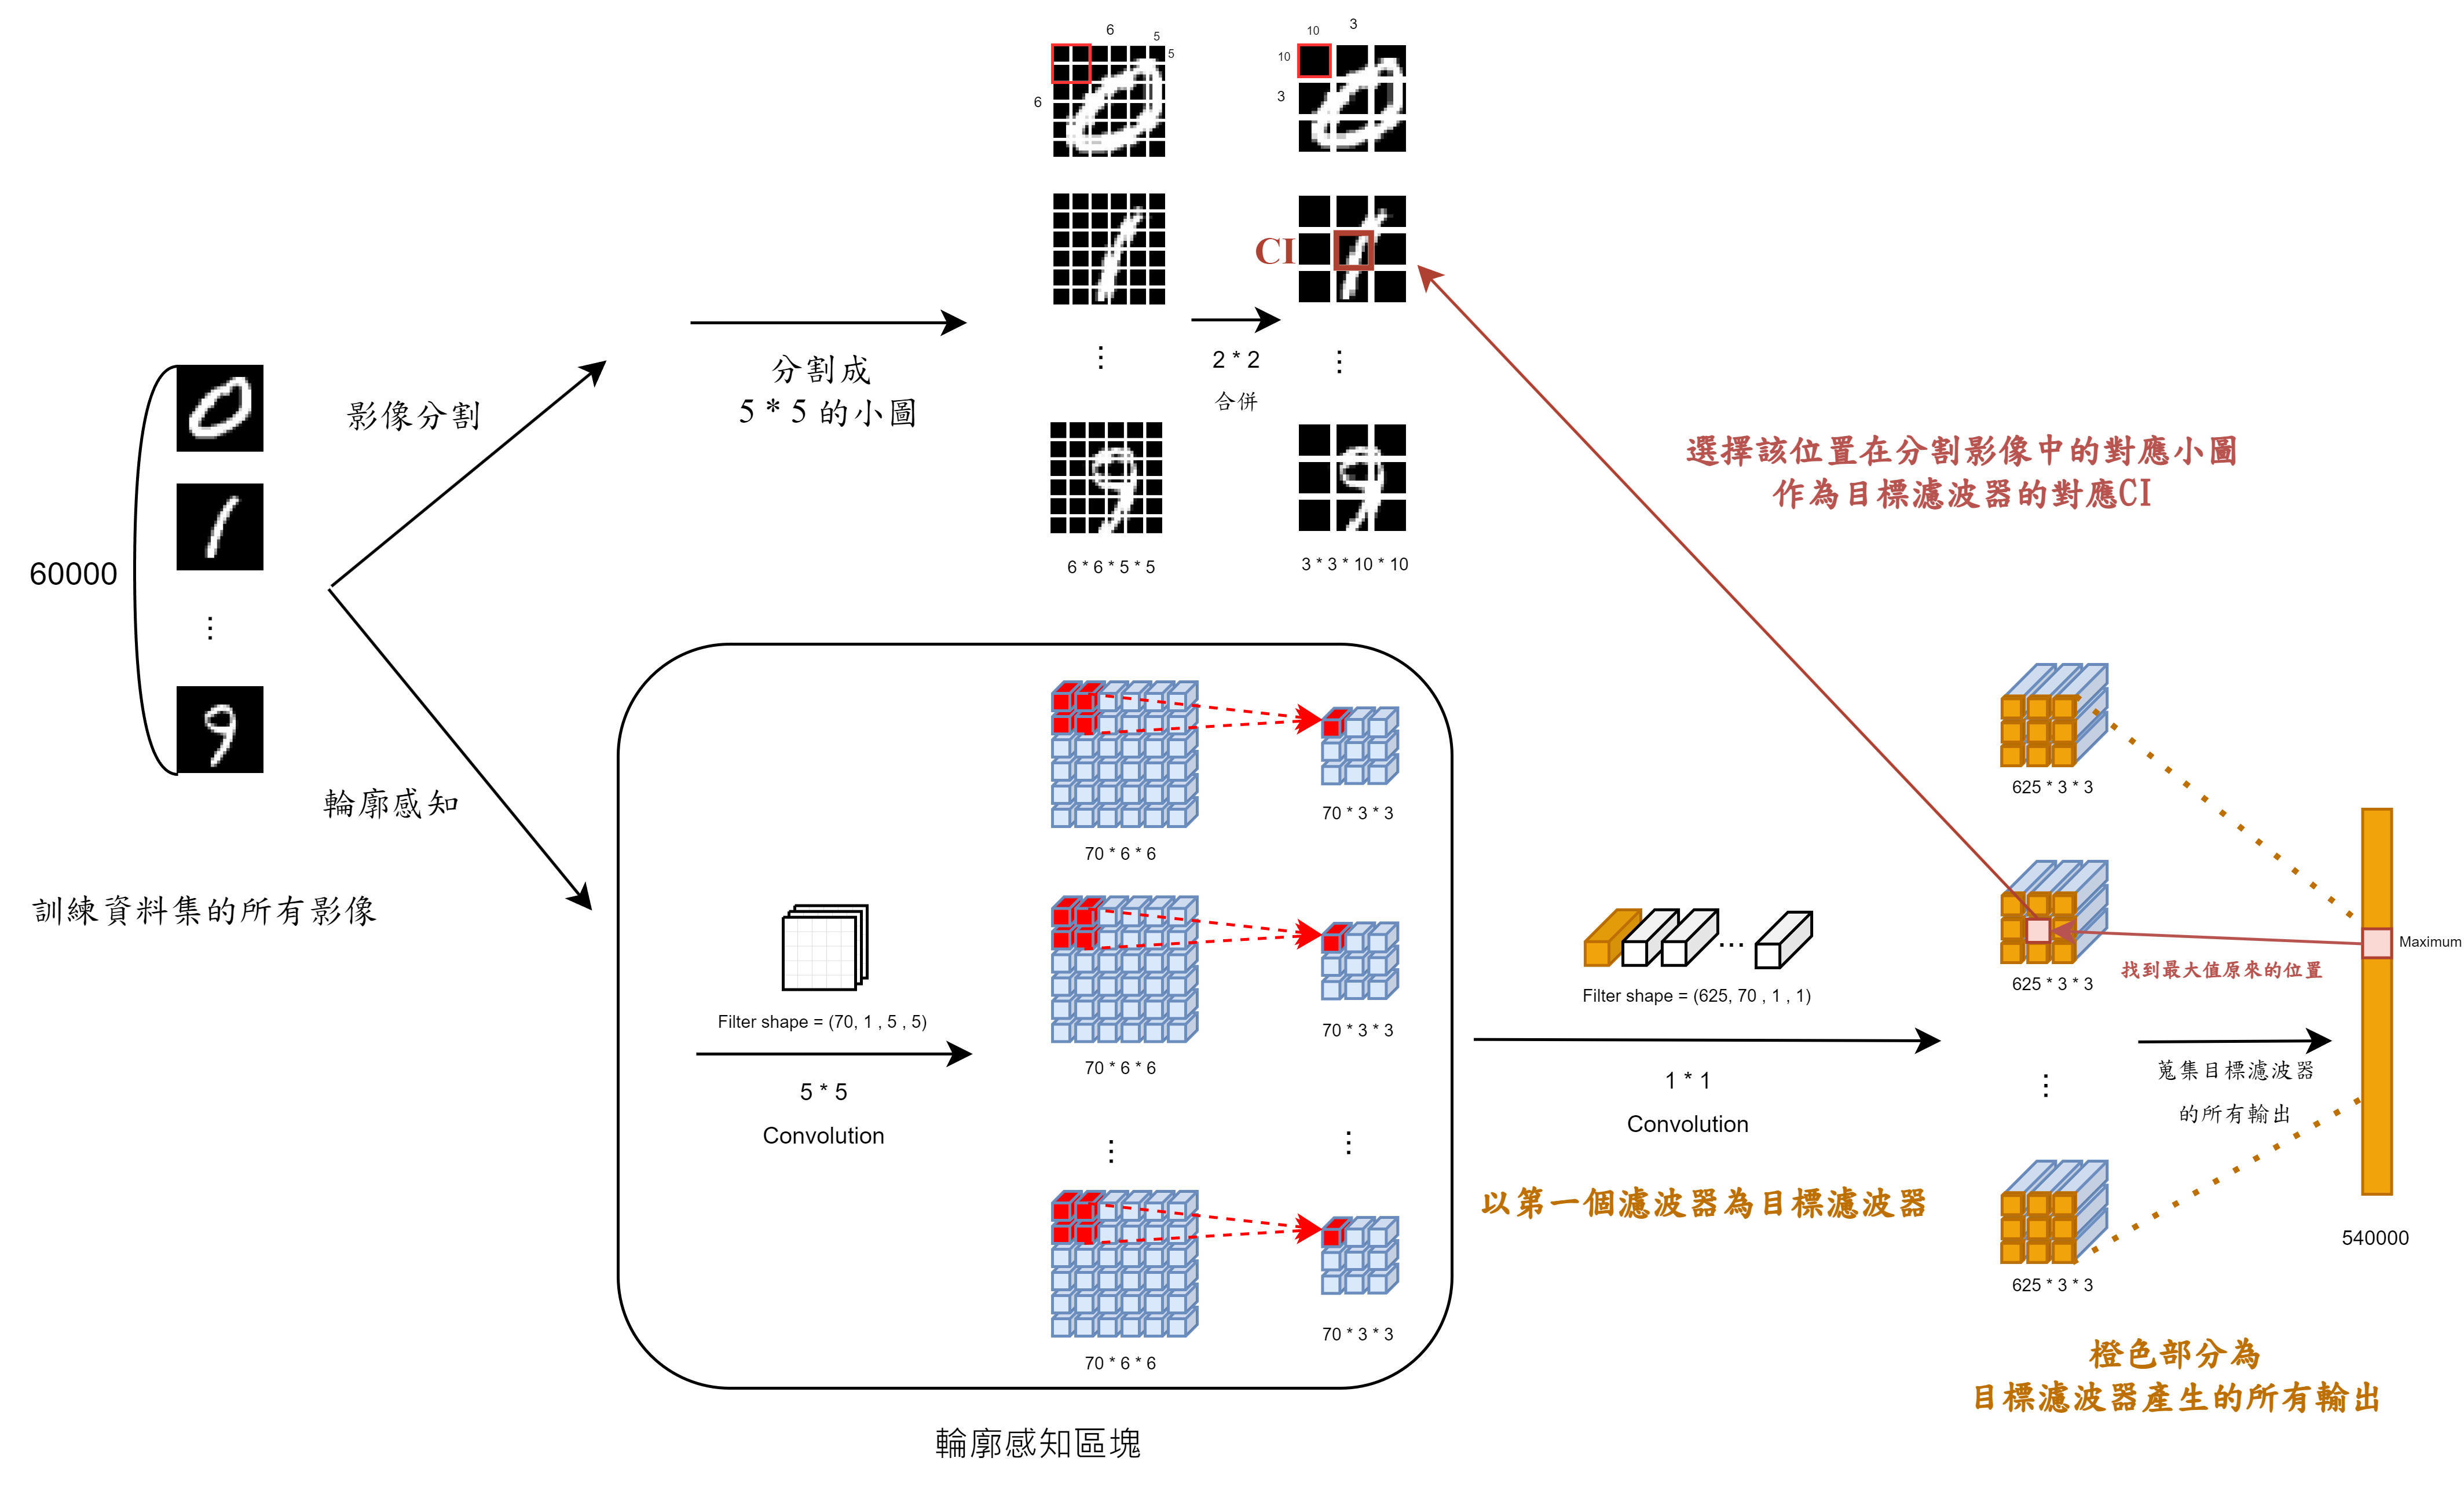 60000
⋮
訓練資料集的所有影像
影像分割
輪廓感知
分割成
5 * 5 的小圖
6
5
5
6
⋮
6 * 6 * 5 * 5
2 * 2
合併
10
3
10
3
CI
⋮
3 * 3 * 10 * 10
Filter shape = (70, 1 , 5 , 5)
5 * 5
Convolution
70 * 6 * 6
70 * 3 * 3
70 * 6 * 6
70 * 3 * 3
⋮
⋮
70 * 6 * 6
70 * 3 * 3
輪廓感知區塊
...
Filter shape = (625, 70 , 1 , 1)
1 * 1
Convolution
以第一個濾波器為目標濾波器
選擇該位置在分割影像中的對應小圖
作為目標濾波器的對應CI
625 * 3 * 3
625 * 3 * 3
⋮
625 * 3 * 3
找到最大值原來的位置
蒐集目標濾波器
的所有輸出
Maximum
540000
橙色部分為
目標濾波器產生的所有輸出